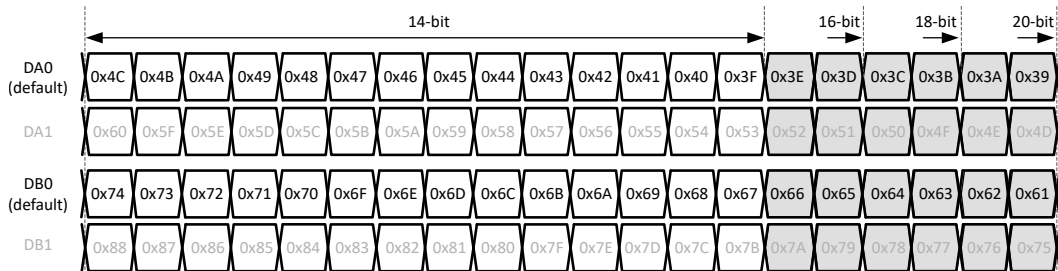 14-bit 16-bit 18-bit 20-bit
DA0 (default) 0x4C 0x4B 0x4A 0x49 0x48 0x47 0x46 0x45 0x44 0x43 0x42 0x41 0x40 0x3F 0x3E 0x3D 0x3C 0x3B 0x3A 0x39
DA1 0x60 0x5F 0x5E 0x5D 0x5C 0x5B 0x5A 0x59 0x58 0x57 0x56 0x55 0x54 0x53 0x52 0x51 0x50 0x4F 0x4E 0x4D
DB0 (default) 0x74 0x73 0x72 0x71 0x70 0x6F 0x6E 0x6D 0x6C 0x6B 0x6A 0x69 0x68 0x67 0x66 0x65 0x64 0x63 0x62 0x61
DB1 0x88 0x87 0x86 0x85 0x84 0x83 0x82 0x81 0x80 0x7F 0x7E 0x7D 0x7C 0x7B 0x7A 0x79 0x78 0x77 0x76 0x75